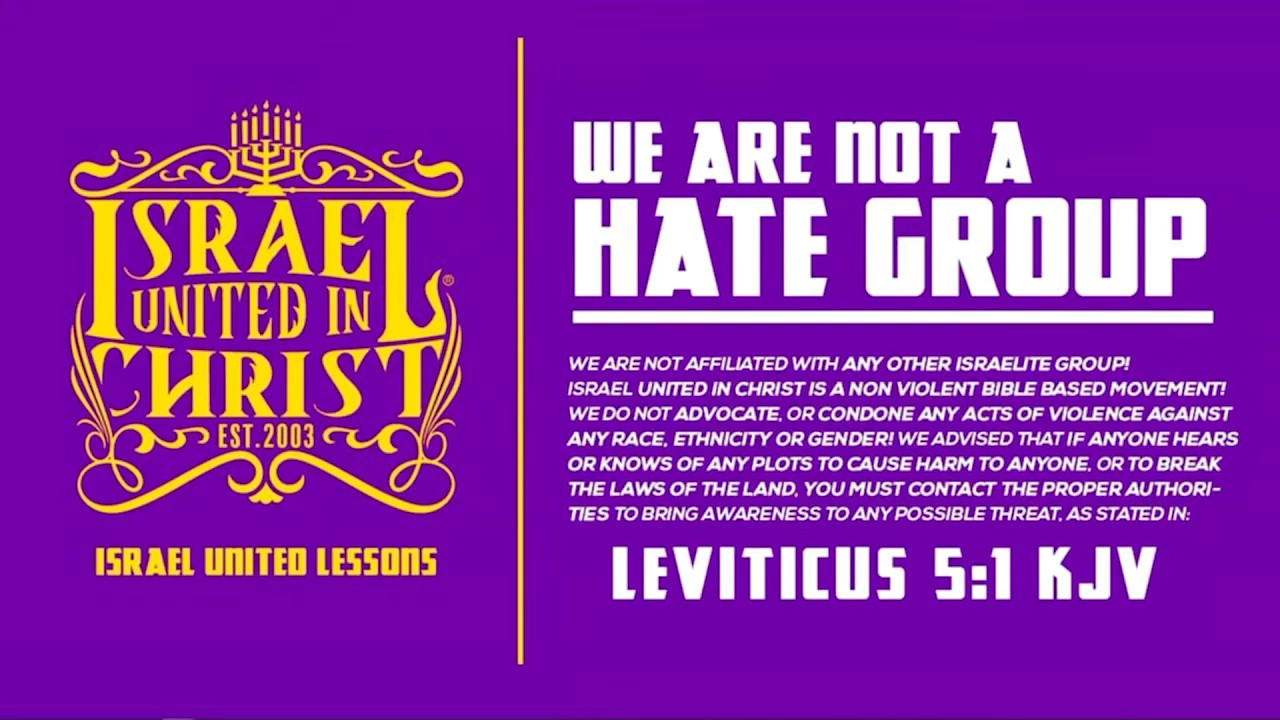 ISRAEL
UNITED IN
CHRIST
®
EST.2003
ISRAEL UNITED LESSONS
WE ARE NOT A
HATE GROUP
WE ARE NOT AFFILIATED WITH ANY OTHER ISRAELITE GROUP!
ISRAEL UNITED IN CHRIST IS A NON VIOLENT BIBLE BASED MOVEMENT!
WE DO NOT ADVOCATE, OR CONDONE ANY ACTS OF VIOLENCE AGAINST
ANY RACE, ETHNICITY OR GENDER! WE ADVISED THAT IF ANYONE HEARS
OR KNOWS OF ANY PLOTS TO CAUSE HARM TO ANYONE, OR TO BREAK
THE LAWS OF THE LAND, YOU MUST CONTACT THE PROPER AUTHORI-
TIES TO BRING AWARENESS TO ANY POSSIBLE THREAT, AS STATED IN:
LEVITICUS 5:1 KJV